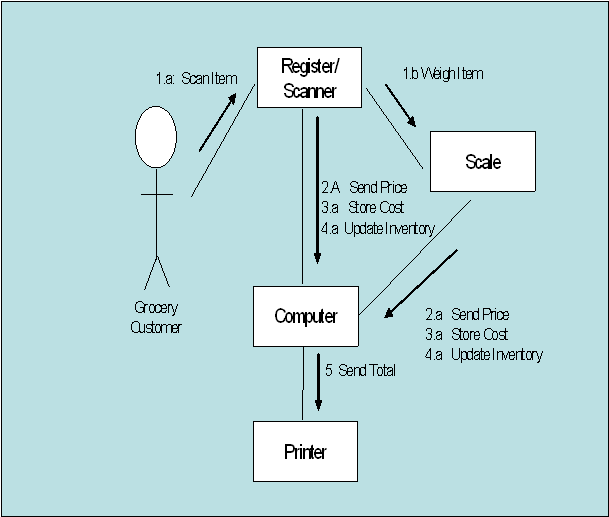 Register/
Scanner
1.a: Scan Item
1.b Weigh Item
Scale
2.A Send Price
3.a Store Cost
4.a Update Inventory
Grocery
Customer
Computer
2.a Send Price
3.a Store Cost
4.a Update Inventory
5 Send Total
Printer